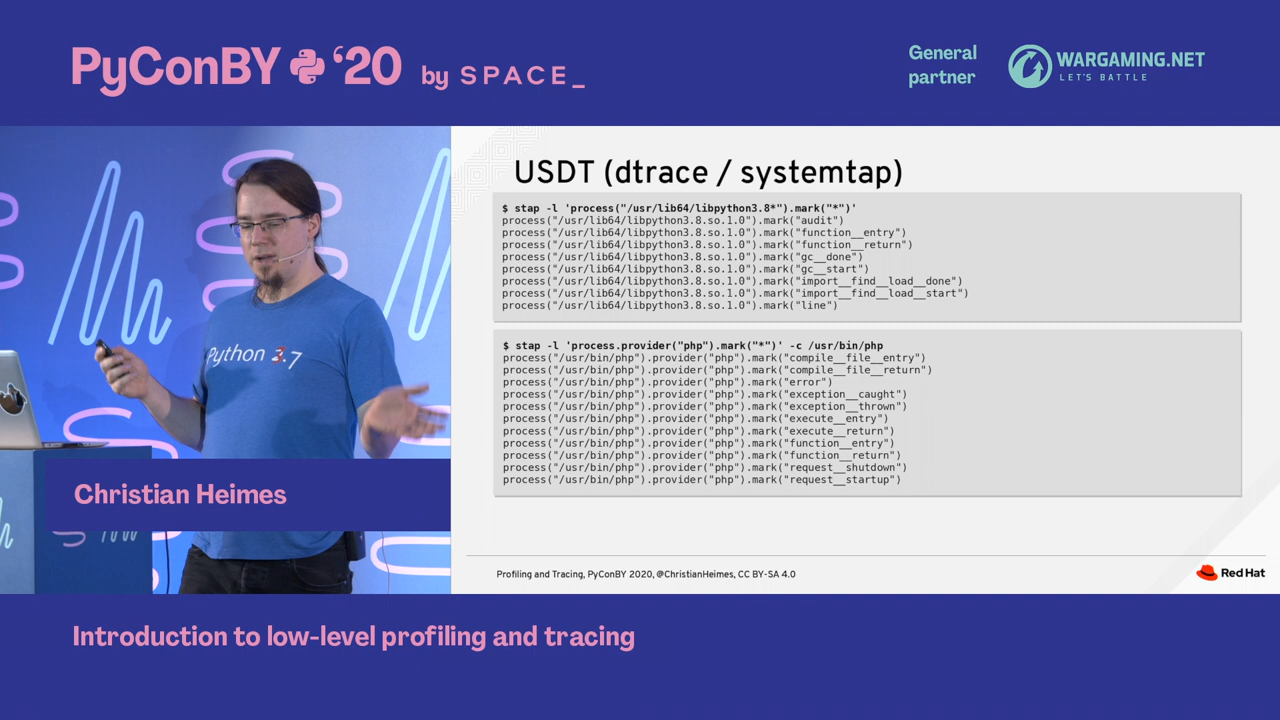 PyConBY '20 by SPACE_
General
partner
WARGAMING.NET
LET'S BATTLE
Python 2.7
Christian Heimes
USDT (dtrace / systemtap)
$ stap -l 'process("/usr/lib64/libpython3.8*").mark("*")'
process("/usr/lib64/libpython3.8.so.1.0").mark("audit")
process("/usr/lib64/libpython3.8.so.1.0").mark("function__entry")
process("/usr/lib64/libpython3.8.so.1.0").mark("function__return")
process("/usr/lib64/libpython3.8.so.1.0").mark("gc__done")
process("/usr/lib64/libpython3.8.so.1.0").mark("gc__start")
process("/usr/lib64/libpython3.8.so.1.0").mark("import__find__load__done")
process("/usr/lib64/libpython3.8.so.1.0").mark("import__find__load__start")
process("/usr/lib64/libpython3.8.so.1.0").mark("line")
$ stap -l 'process.provider("php").mark("*")' -c /usr/bin/php
process("/usr/bin/php").provider("php").mark("compile__file__entry")
process("/usr/bin/php").provider("php").mark("compile__file__return")
process("/usr/bin/php").provider("php").mark("error")
process("/usr/bin/php").provider("php").mark("exception__caught")
process("/usr/bin/php").provider("php").mark("exception__thrown")
process("/usr/bin/php").provider("php").mark("execute__entry")
process("/usr/bin/php").provider("php").mark("execute__return")
process("/usr/bin/php").provider("php").mark("function__entry")
process("/usr/bin/php").provider("php").mark("function__return")
process("/usr/bin/php").provider("php").mark("request__shutdown")
process("/usr/bin/php").provider("php").mark("request__startup")
Profiling and Tracing, PyConBY 2020, @ChristianHeimes, CC BY-SA 4.0
Red Hat
Introduction to low-level profiling and tracing